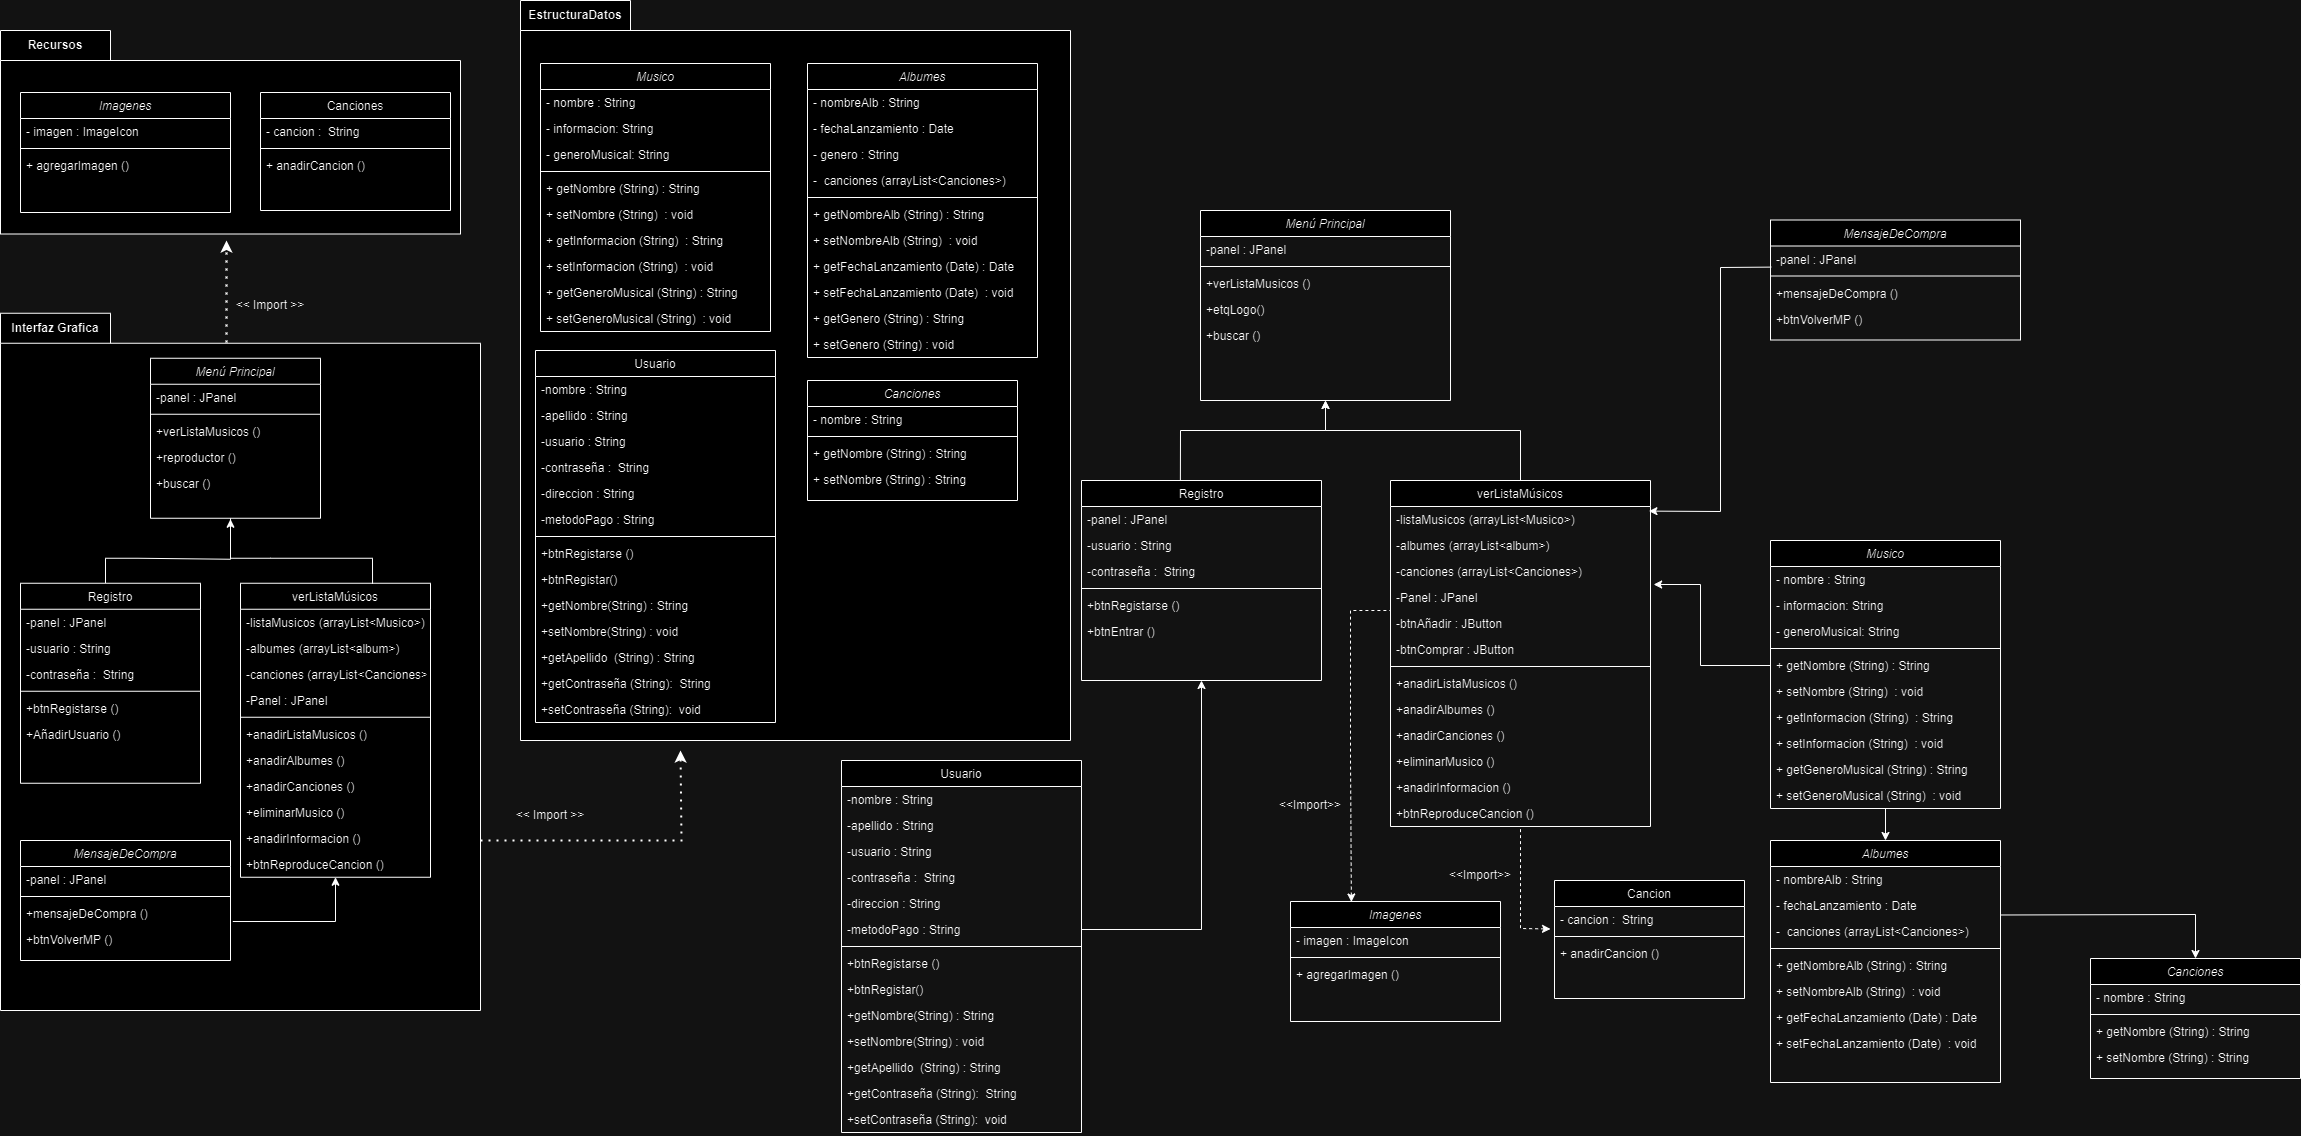 Recursos
Imagenes
- imagen : ImageIcon
+ agregarImagen ()
Canciones
- cancion :  String
+ anadirCancion ()
<< Import >>
Interfaz Grafica
Menú Principal
-panel : JPanel
+verListaMusicos ()
+reproductor ()
+buscar ()
Registro
-panel : JPanel
-usuario : String
-contraseña :  String
+btnRegistarse ()
+AñadirUsuario ()
verListaMúsicos
-listaMusicos (arrayList<Musico>)
-albumes (arrayList<album>)
-canciones (arrayList<Canciones>
-Panel : JPanel
+anadirListaMusicos ()
+anadirAlbumes ()
+anadirCanciones ()
+eliminarMusico ()
+anadirInformacion ()
+btnReproduceCancion ()
MensajeDeCompra
-panel : JPanel
+mensajeDeCompra ()
+btnVolverMP ()
<< Import >>
EstructuraDatos
Musico
- nombre : String
- informacion: String
- generoMusical: String
+ getNombre (String) : String
+ setNombre (String)  : void
+ getInformacion (String)  : String
+ setInformacion (String)  : void
+ getGeneroMusical (String) : String
+ setGeneroMusical (String)  : void
Albumes
- nombreAlb : String
- fechaLanzamiento : Date
- genero : String
-  canciones (arrayList<Canciones>)
+ getNombreAlb (String) : String
+ setNombreAlb (String)  : void
+ getFechaLanzamiento (Date) : Date
+ setFechaLanzamiento (Date)  : void
+ getGenero (String) : String
+ setGenero (String) : void
Usuario
-nombre : String
-apellido : String
-usuario : String
-contraseña :  String
-direccion : String
-metodoPago : String
+btnRegistarse ()
+btnRegistar()
+getNombre(String) : String
+setNombre(String) : void
+getApellido  (String) : String
+getContraseña (String):  String
+setContraseña (String):  void
Canciones
- nombre : String
+ getNombre (String) : String
+ setNombre (String) : String
Menú Principal
-panel : JPanel
+verListaMusicos ()
+etqLogo()
+buscar ()
MensajeDeCompra
-panel : JPanel
+mensajeDeCompra ()
+btnVolverMP ()
Registro
-panel : JPanel
-usuario : String
-contraseña :  String
+btnRegistarse ()
+btnEntrar ()
verListaMúsicos
-listaMusicos (arrayList<Musico>)
-albumes (arrayList<album>)
-canciones (arrayList<Canciones>)
-Panel : JPanel
-btnAñadir : JButton
-btnComprar : JButton
+anadirListaMusicos ()
+anadirAlbumes ()
+anadirCanciones ()
+eliminarMusico ()
+anadirInformacion ()
+btnReproduceCancion ()
Musico
- nombre : String
- informacion: String
- generoMusical: String
+ getNombre (String) : String
+ setNombre (String)  : void
+ getInformacion (String)  : String
+ setInformacion (String)  : void
+ getGeneroMusical (String) : String
+ setGeneroMusical (String)  : void
Usuario
-nombre : String
-apellido : String
-usuario : String
-contraseña :  String
-direccion : String
-metodoPago : String
+btnRegistarse ()
+btnRegistar()
+getNombre(String) : String
+setNombre(String) : void
+getApellido  (String) : String
+getContraseña (String):  String
+setContraseña (String):  void
<<Import>>
<<Import>>
Imagenes
- imagen : ImageIcon
+ agregarImagen ()
Cancion
- cancion :  String
+ anadirCancion ()
Albumes
- nombreAlb : String
- fechaLanzamiento : Date
-  canciones (arrayList<Canciones>)
+ getNombreAlb (String) : String
+ setNombreAlb (String)  : void
+ getFechaLanzamiento (Date) : Date
+ setFechaLanzamiento (Date)  : void
Canciones
- nombre : String
+ getNombre (String) : String
+ setNombre (String) : String